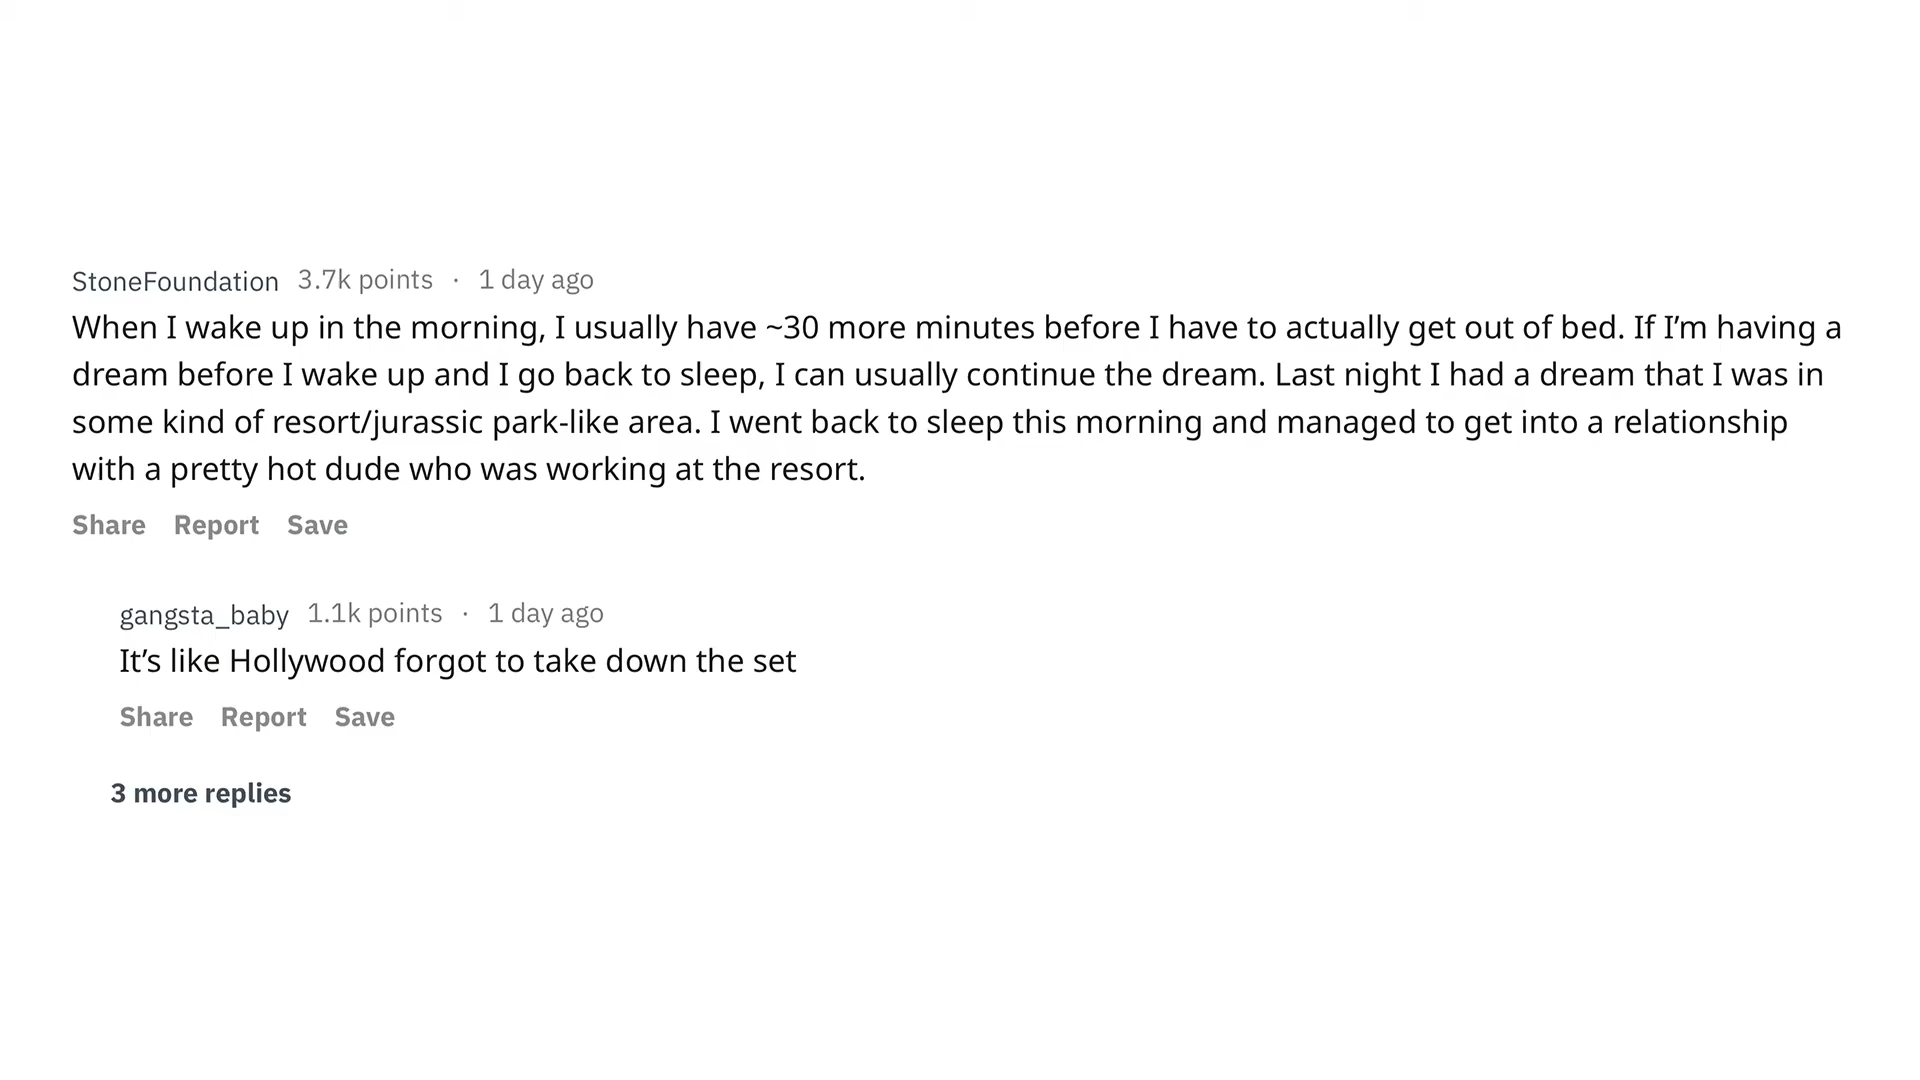 StoneFoundation 3.7k points · 1 day ago
When I wake up in the morning, I usually have ~30 more minutes before I have to actually get out of bed. If I’m having a
dream before I wake up and I go back to sleep, I can usually continue the dream. Last night I had a dream that I was in
some kind of resort/jurassic park-like area. I went back to sleep this morning and managed to get into a relationship
with a pretty hot dude who was working at the resort.
Share Report Save
gangsta_baby 1.1k points · 1 day ago
It’s like Hollywood forgot to take down the set
Share Report Save
3 more replies